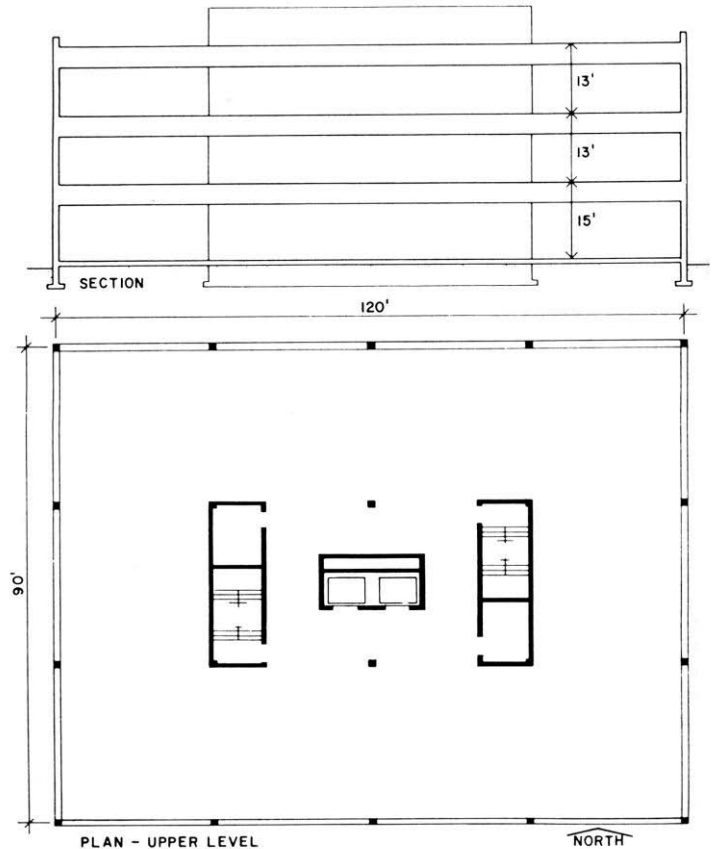 13'
13'
15'
SECTION
120'
90'
PLAN - UPPER LEVEL
NORTH